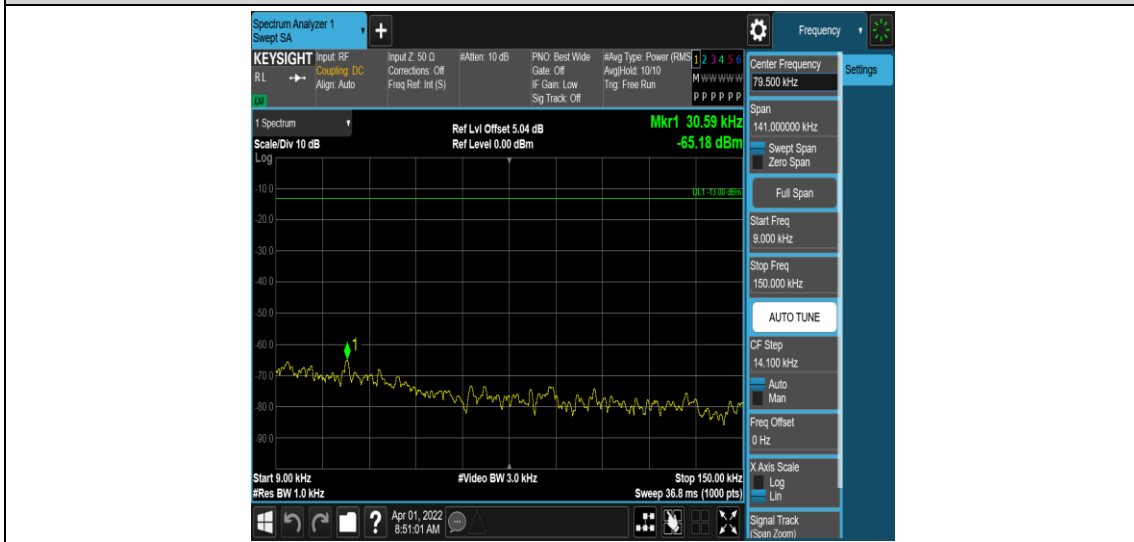 Spectrum Analyzer 1
Swept SA
+
Frequency
KEYSIGHT
RL
LXI
Input: RF
Coupling: DC
Align: Auto
Input Z: 50 Ω
Corrections: Off
Freq Ref: Int (S)
#Atten: 10 dB
PNO: Best Wide
Gate: Off
IF Gain: Low
Sig Track: Off
#Avg Type: Power (RMS
Avg|Hold: 10/10
Trig: Free Run
1 2 3 4 5 6
M W W W W W
P P P P P P
1 Spectrum
Scale/Div 10 dB
Log
Ref Lvl Offset 5.04 dB
Ref Level 0.00 dBm
Mkr1 30.59 kHz
-65.18 dBm
DL1 -13.00 dBm
-10.0
-20.0
-30.0
-40.0
-50.0
-60.0
-70.0
-80.0
-90.0
1
Start 9.00 kHz
#Res BW 1.0 kHz
#Video BW 3.0 kHz
Stop 150.00 kHz
Sweep 36.8 ms (1000 pts)
?
Apr 01, 2022
8:51:01 AM
Center Frequency
79.500 kHz
Settings
Span
141.000000 kHz
Swept Span
Zero Span
Full Span
Start Freq
9.000 kHz
Stop Freq
150.000 kHz
AUTO TUNE
CF Step
14.100 kHz
Auto
Man
Freq Offset
0 Hz
X Axis Scale
Log
Lin
Signal Track
(Span Zoom)